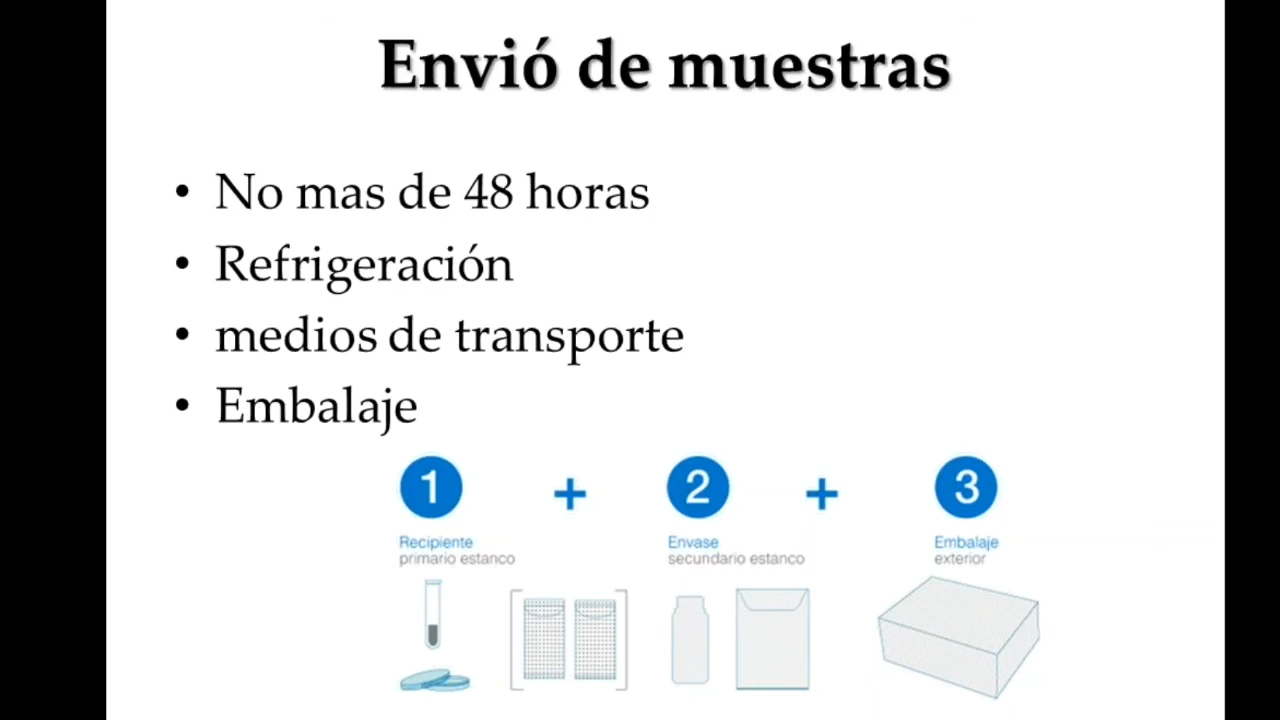 Envió de muestras
• No mas de 48 horas
• Refrigeración
• medios de transporte
• Embalaje
1 + 2 + 3
Recipiente primario estanco
Envase secundario estanco
Embalaje exterior